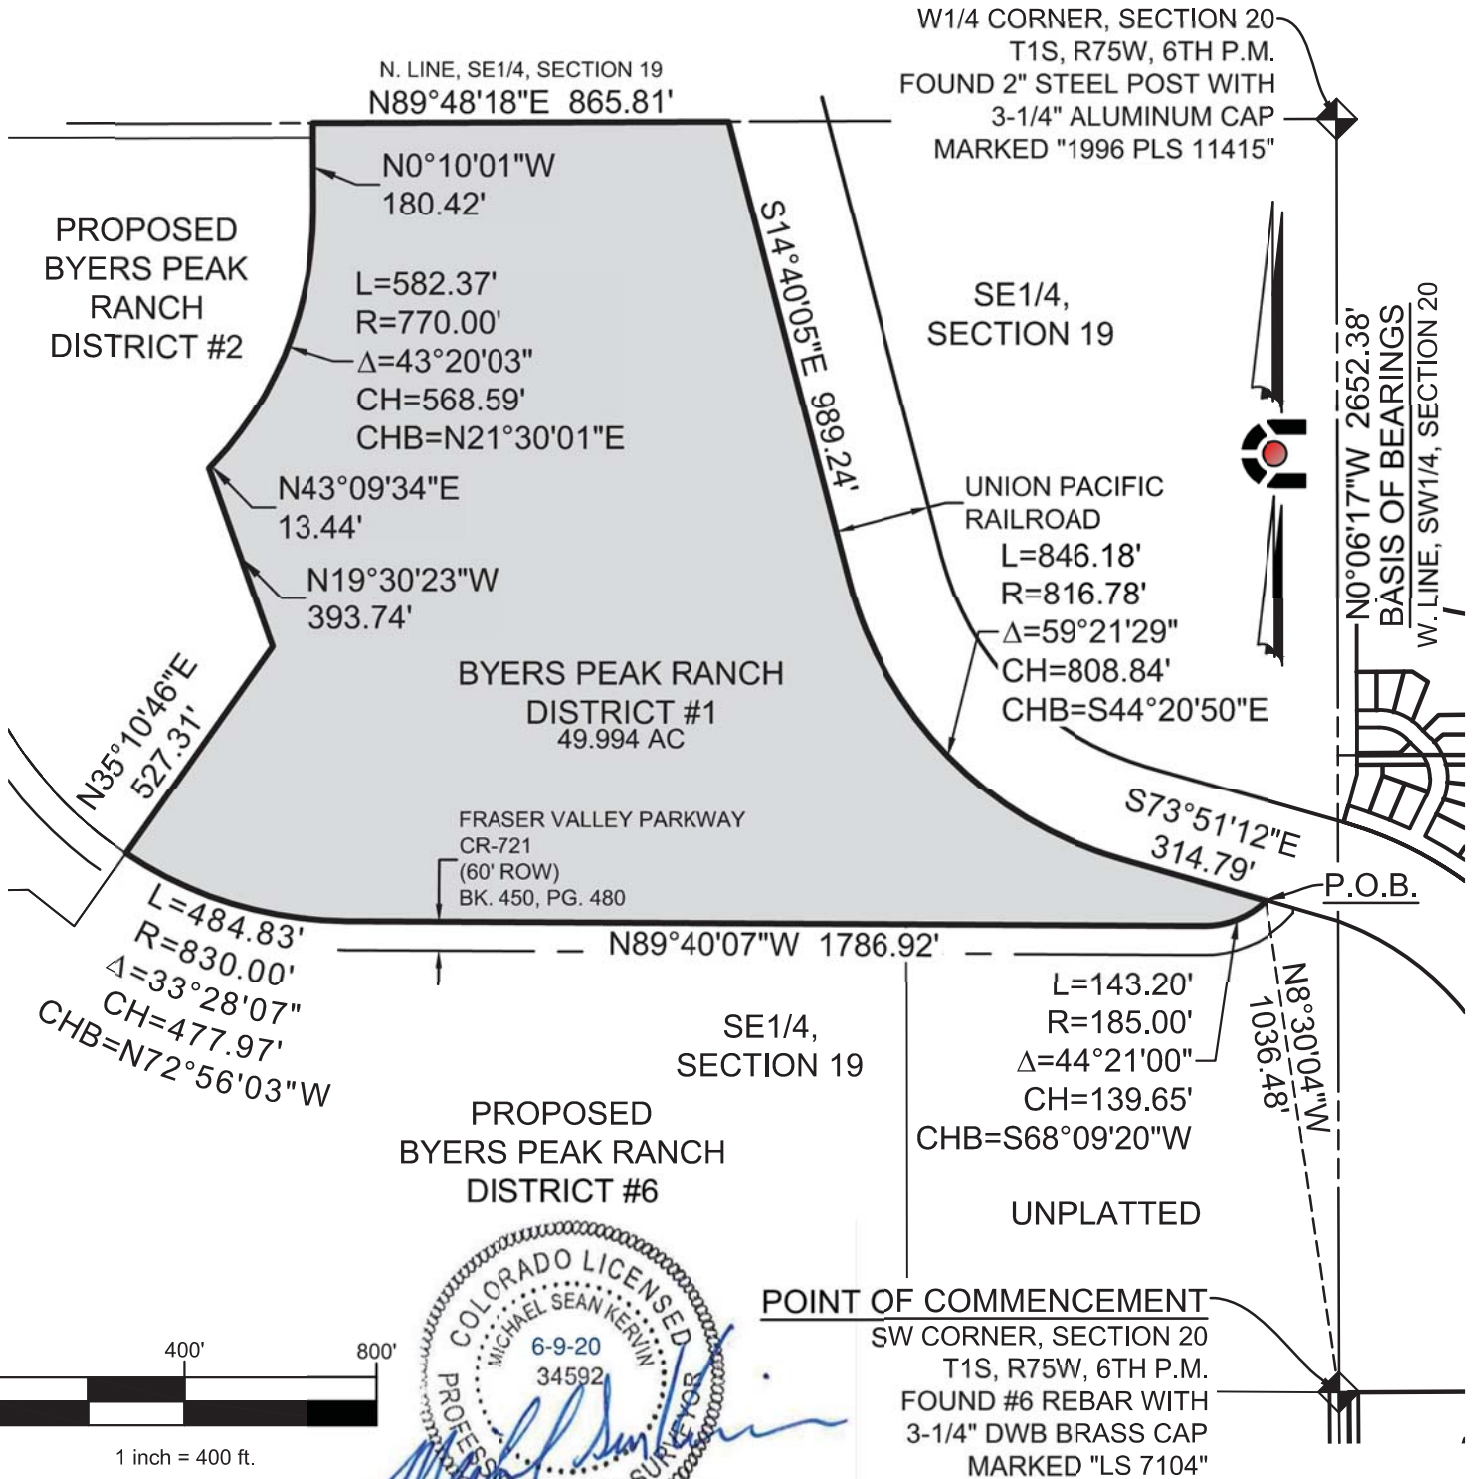 W1/4 CORNER, SECTION 20
T1S, R75W, 6TH P.M.
FOUND 2" STEEL POST WITH
3-1/4" ALUMINUM CAP
MARKED "1996 PLS 11415"
N. LINE, SE1/4, SECTION 19
N89°48'18"E 865.81'
N0°10'01"W
180.42'
PROPOSED
BYERS PEAK
RANCH
DISTRICT #2
L=582.37'
R=770.00'
Δ=43°20'03"
CH=568.59'
CHB=N21°30'01"E
S14°40'05"E 989.24'
SE1/4,
SECTION 19
N0°06'17"W 2652.38'
BASIS OF BEARINGS
W. LINE, SW1/4, SECTION 20
N43°09'34"E
13.44'
N19°30'23"W
393.74'
UNION PACIFIC
RAILROAD
L=846.18'
R=816.78'
Δ=59°21'29"
CH=808.84'
CHB=S44°20'50"E
BYERS PEAK RANCH
DISTRICT #1
49.994 AC
N35°10'46"E
527.31'
FRASER VALLEY PARKWAY
CR-721
(60' ROW)
BK. 450, PG. 480
S73°51'12"E
314.79'
P.O.B.
L=484.83'
R=830.00'
Δ=33°28'07"
CH=477.97'
CHB=N72°56'03"W
N89°40'07"W 1786.92'
L=143.20'
R=185.00'
Δ=44°21'00"
CH=139.65'
CHB=S68°09'20"W
N8°30'04"W
1036.48'
SE1/4,
SECTION 19
PROPOSED
BYERS PEAK RANCH
DISTRICT #6
UNPLATTED
POINT OF COMMENCEMENT
SW CORNER, SECTION 20
T1S, R75W, 6TH P.M.
FOUND #6 REBAR WITH
3-1/4" DWB BRASS CAP
MARKED "LS 7104"
COLORADO LICENSED
MICHAEL SEAN KERVIN
6-9-20
34592
SURVEYOR
400'
800'
1 inch = 400 ft.